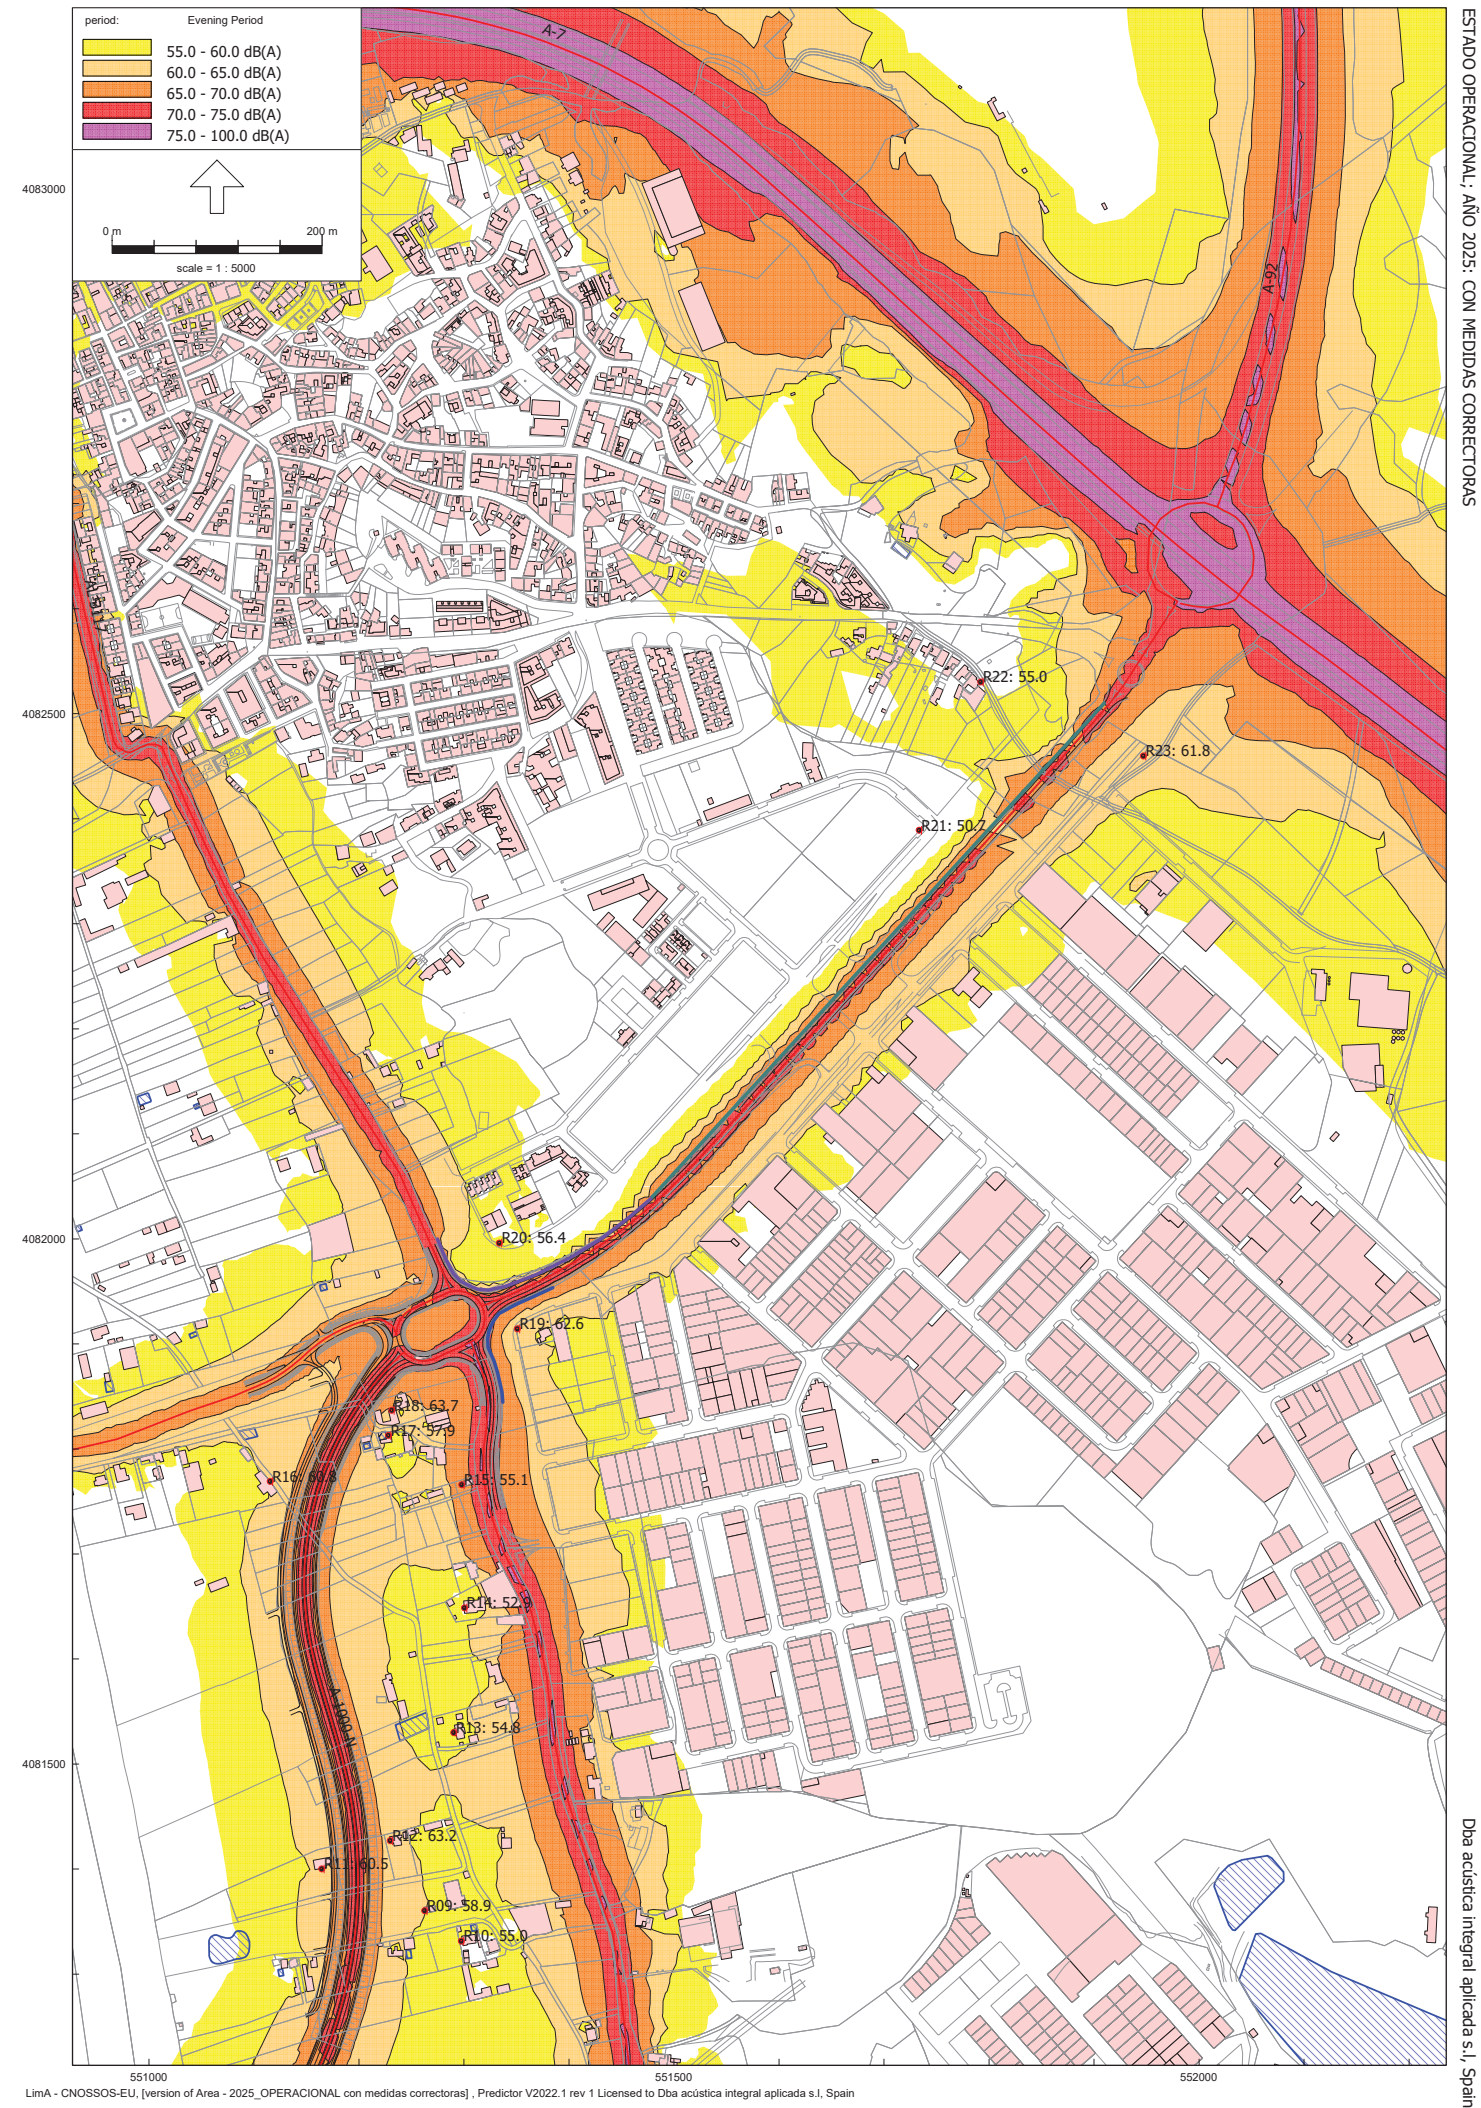 period: Evening Period
55.0 - 60.0 dB(A)
60.0 - 65.0 dB(A)
65.0 - 70.0 dB(A)
70.0 - 75.0 dB(A)
75.0 - 100.0 dB(A)
0 m 200 m
scale = 1 : 5000
ESTADO OPERACIONAL; AÑO 2025: CON MEDIDAS CORRECTORAS
A-7
4083000
A-92
R22: 55.0
4082500
R23: 61.8
R21: 50.7
4082000
R20: 56.4
R19: 62.6
R18: 63.7
R17: 57.9
R16: 60.8
R15: 55.1
R14: 52.9
A-1000-N
R13: 54.8
4081500
R12: 63.2
R11: 60.5
R09: 58.9
R10: 55.0
Dba acústica integral aplicada s.l, Spain
551000 551500 552000
LimA - CNOSSOS-EU, [version of Area - 2025_OPERACIONAL con medidas correctoras] , Predictor V2022.1 rev 1 Licensed to Dba acústica integral aplicada s.l, Spain